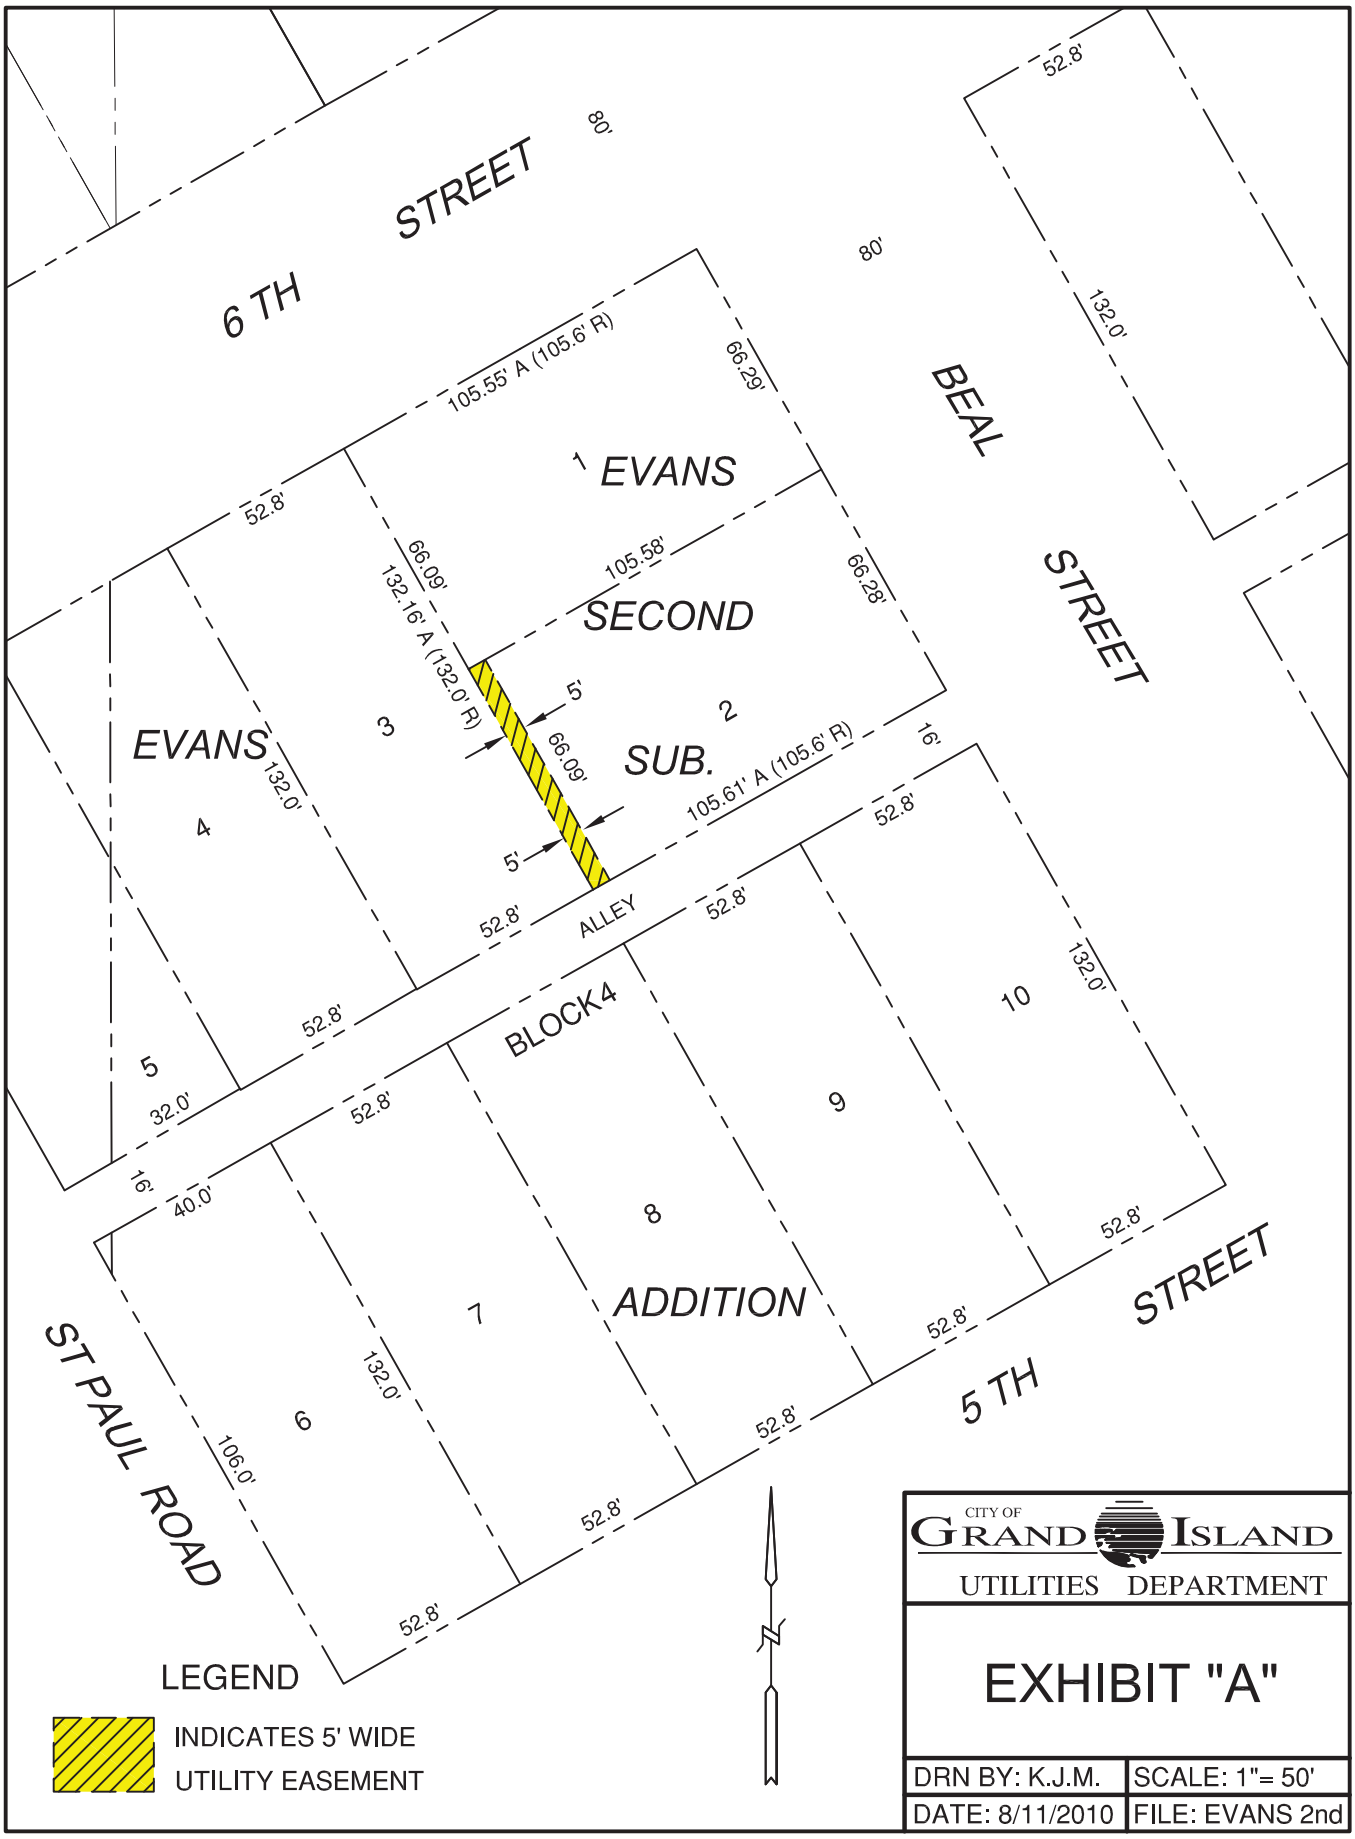 52.8'
80'
6 TH STREET
80'
132.0'
105.55' A (105.6' R)
66.29'
BEAL STREET
1
EVANS
52.8'
66.09'
132.16' A (132.0' R)
105.58'
66.28'
SECOND
5'
2
3
EVANS
132.0'
66.09'
SUB.
105.61' A (105.6' R)
16'
4
5'
52.8'
52.8'
52.8'
ALLEY
132.0'
10
52.8'
BLOCK 4
5
32.0'
52.8'
9
16'
40.0'
8
52.8'
STREET
ADDITION
7
52.8'
ST PAUL ROAD
132.0'
5 TH
6
106.0'
52.8'
52.8'
52.8'
N
CITY OF
GRAND ISLAND
UTILITIES DEPARTMENT
LEGEND
EXHIBIT "A"
INDICATES 5' WIDE
UTILITY EASEMENT
DRN BY: K.J.M.
SCALE: 1"= 50'
DATE: 8/11/2010
FILE: EVANS 2nd